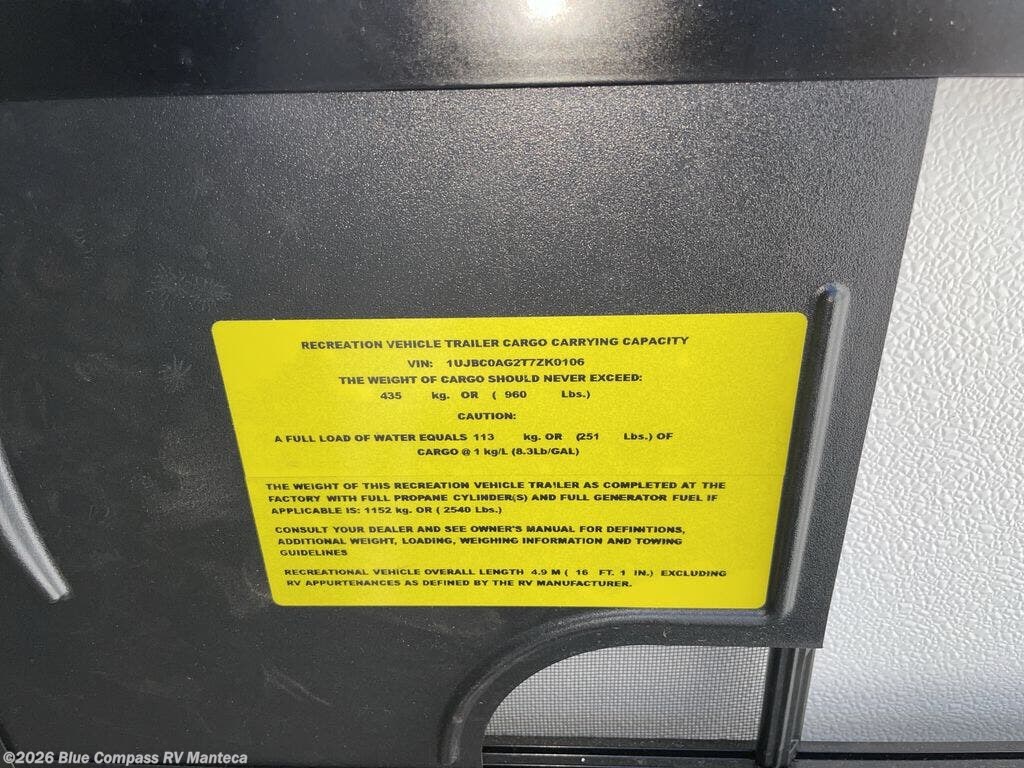 RECREATION VEHICLE TRAILER CARGO CARRYING CAPACITY
VIN: 1UJBC0AG2T7ZK0106
THE WEIGHT OF CARGO SHOULD NEVER EXCEED:
435 kg. OR ( 960 Lbs.)
CAUTION:
A FULL LOAD OF WATER EQUALS 113 kg. OR (251 Lbs.) OF
CARGO @ 1 kg/L (8.3Lb/GAL)
THE WEIGHT OF THIS RECREATION VEHICLE TRAILER AS COMPLETED AT THE
FACTORY WITH FULL PROPANE CYLINDER(S) AND FULL GENERATOR FUEL IF
APPLICABLE IS: 1152 kg. OR ( 2540 Lbs.)
CONSULT YOUR DEALER AND SEE OWNER'S MANUAL FOR DEFINITIONS,
ADDITIONAL WEIGHT, LOADING, WEIGHING INFORMATION AND TOWING
GUIDELINES
RECREATIONAL VEHICLE OVERALL LENGTH 4.9 M ( 16 FT. 1 IN.) EXCLUDING
RV APPURTENANCES AS DEFINED BY THE RV MANUFACTURER.
©2026 Blue Compass RV Manteca